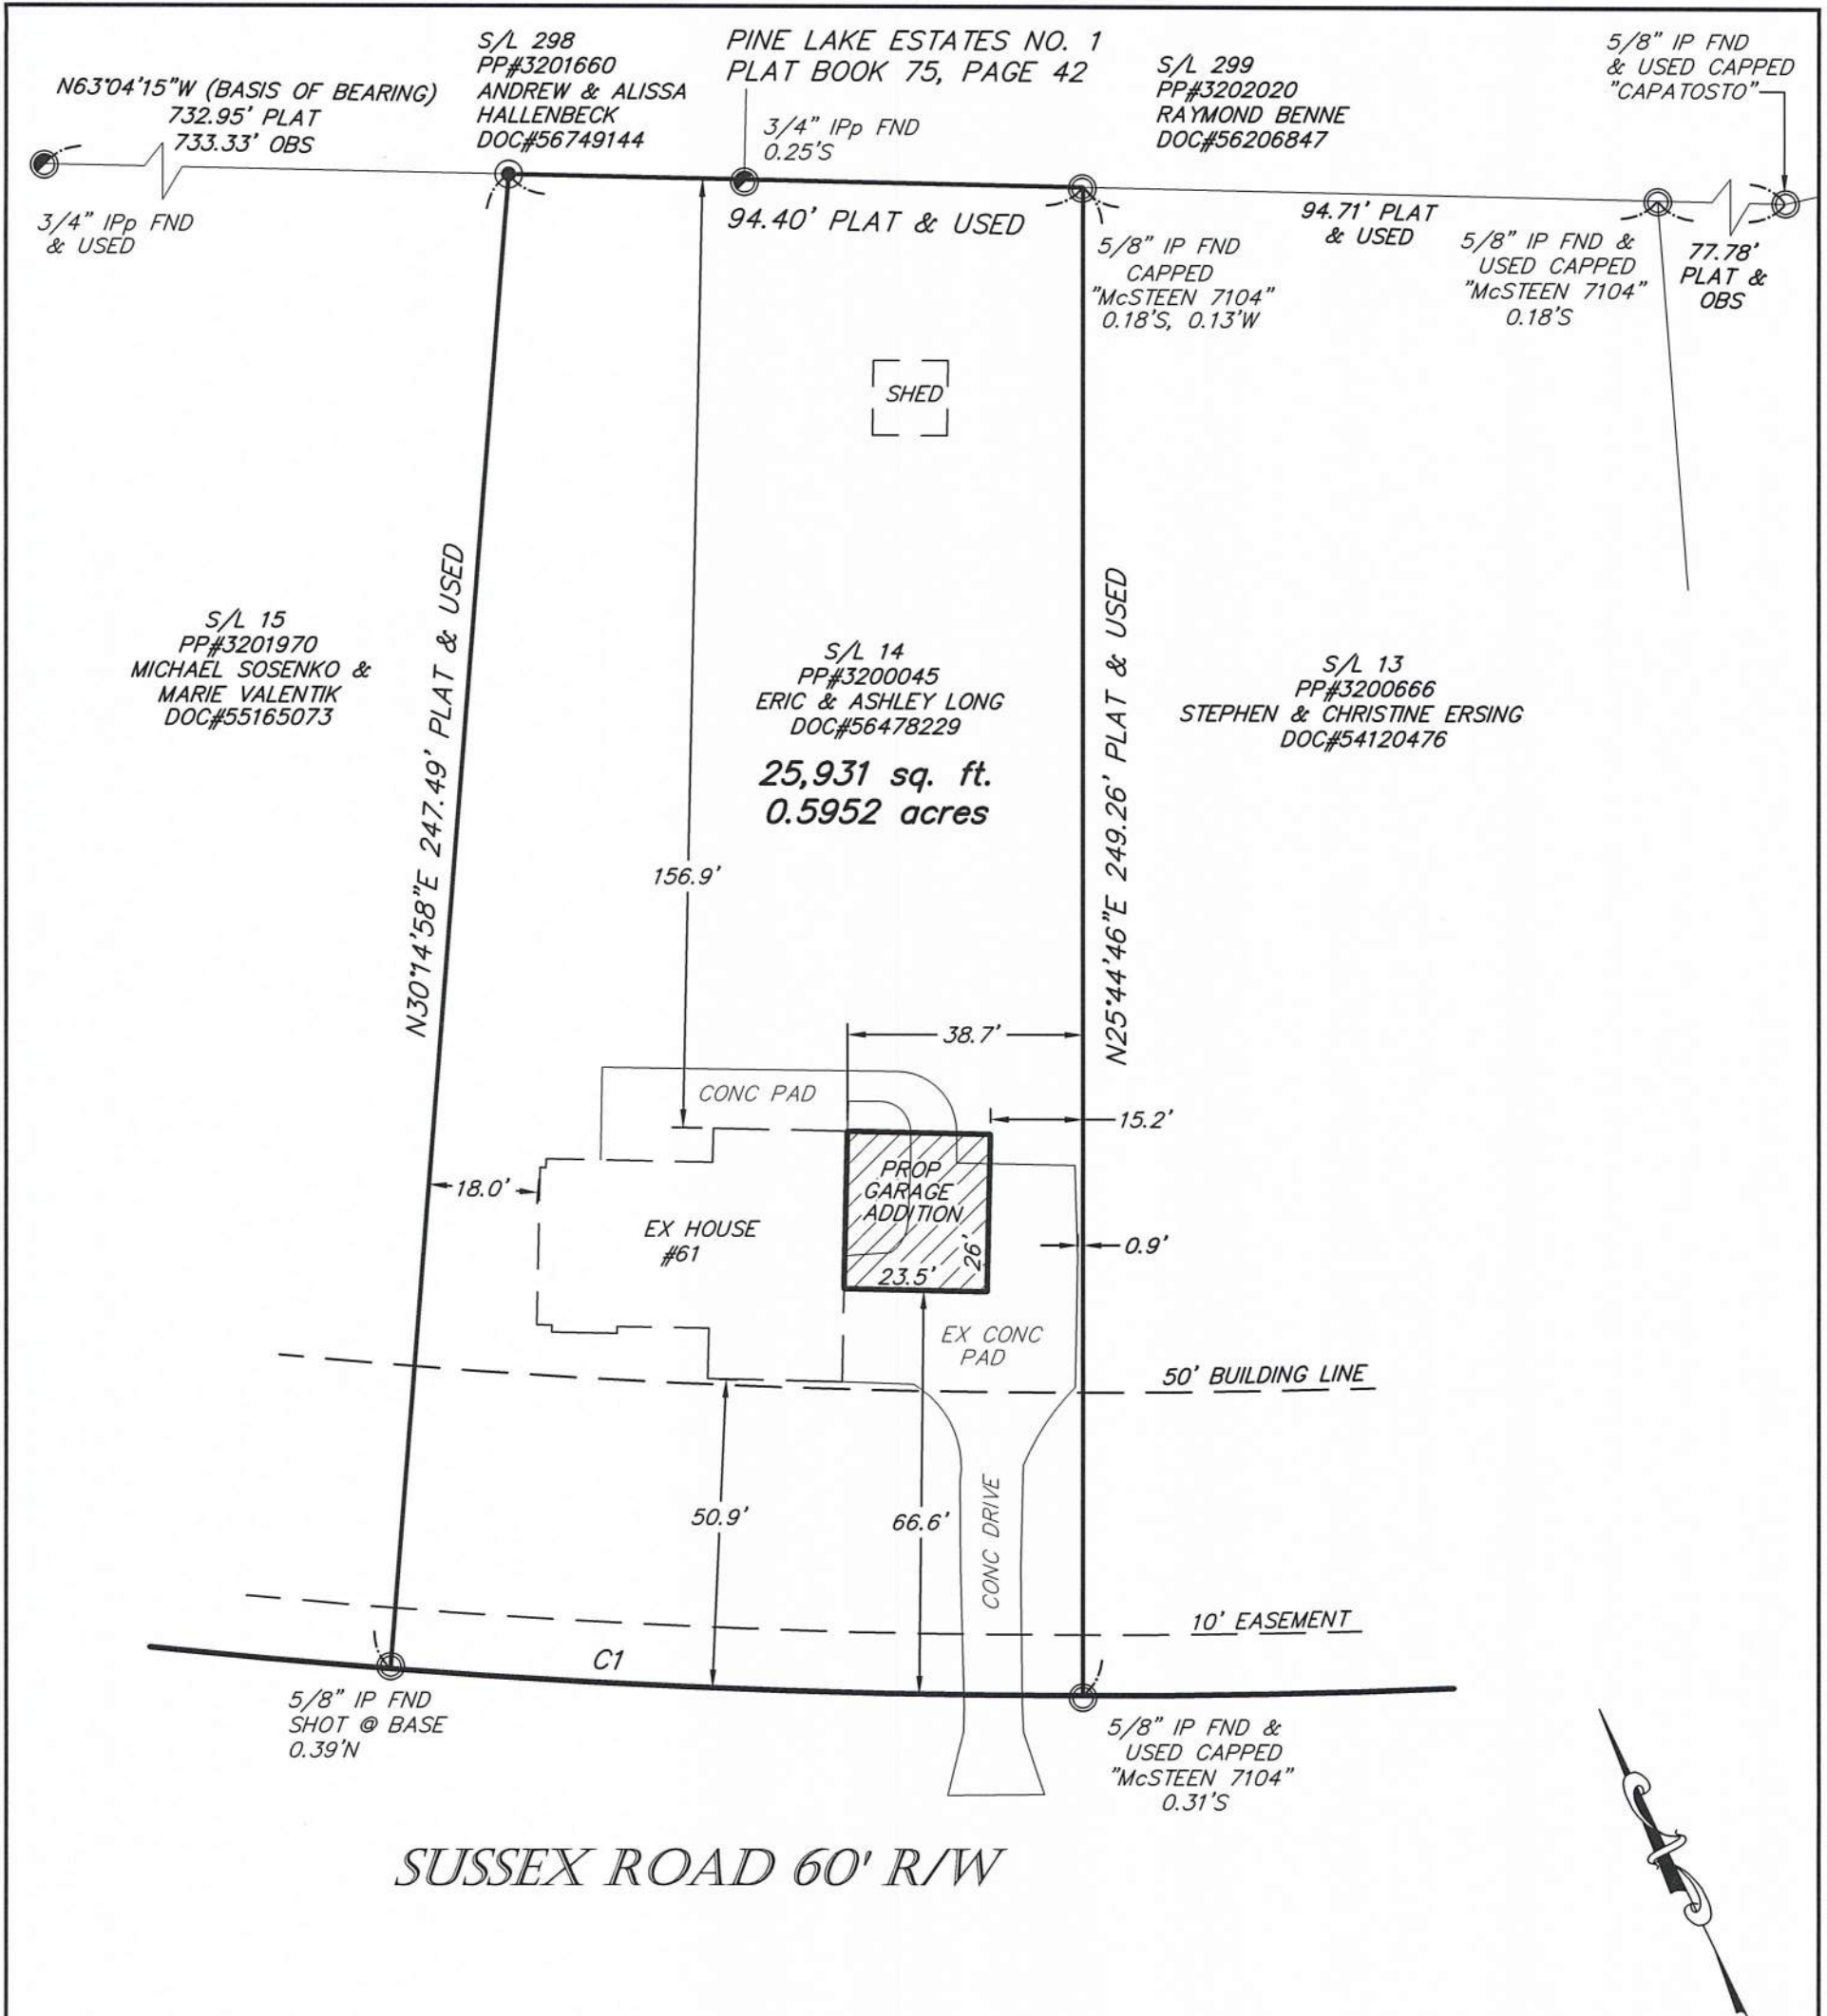 S/L 298
PP#3201660
ANDREW & ALISSA
HALLENBECK
DOC#56749144
PINE LAKE ESTATES NO. 1
PLAT BOOK 75, PAGE 42
S/L 299
PP#3202020
RAYMOND BENNE
DOC#56206847
5/8" IP FND
& USED CAPPED
"CAPATOSTO"
N63°04'15"W (BASIS OF BEARING)
732.95' PLAT
733.33' OBS
3/4" IPp FND
0.25'S
3/4" IPp FND
& USED
94.40' PLAT & USED
5/8" IP FND
CAPPED
"McSTEEN 7104"
0.18'S, 0.13'W
94.71' PLAT
& USED
5/8" IP FND &
USED CAPPED
"McSTEEN 7104"
0.18'S
77.78'
PLAT &
OBS
SHED
N30°14'58"E 247.49' PLAT & USED
N25°44'46"E 249.26' PLAT & USED
S/L 15
PP#3201970
MICHAEL SOSENKO &
MARIE VALENTIK
DOC#55165073
S/L 14
PP#3200045
ERIC & ASHLEY LONG
DOC#56478229
25,931 sq. ft.
0.5952 acres
S/L 13
PP#3200666
STEPHEN & CHRISTINE ERSING
DOC#54120476
156.9'
38.7'
CONC PAD
15.2'
PROP
GARAGE
ADDITION
18.0'
EX HOUSE
#61
26'
23.5'
0.9'
EX CONC
PAD
50' BUILDING LINE
50.9'
66.6'
CONC DRIVE
10' EASEMENT
C1
5/8" IP FND
SHOT @ BASE
0.39'N
5/8" IP FND &
USED CAPPED
"McSTEEN 7104"
0.31'S
SUSSEX ROAD 60' R/W